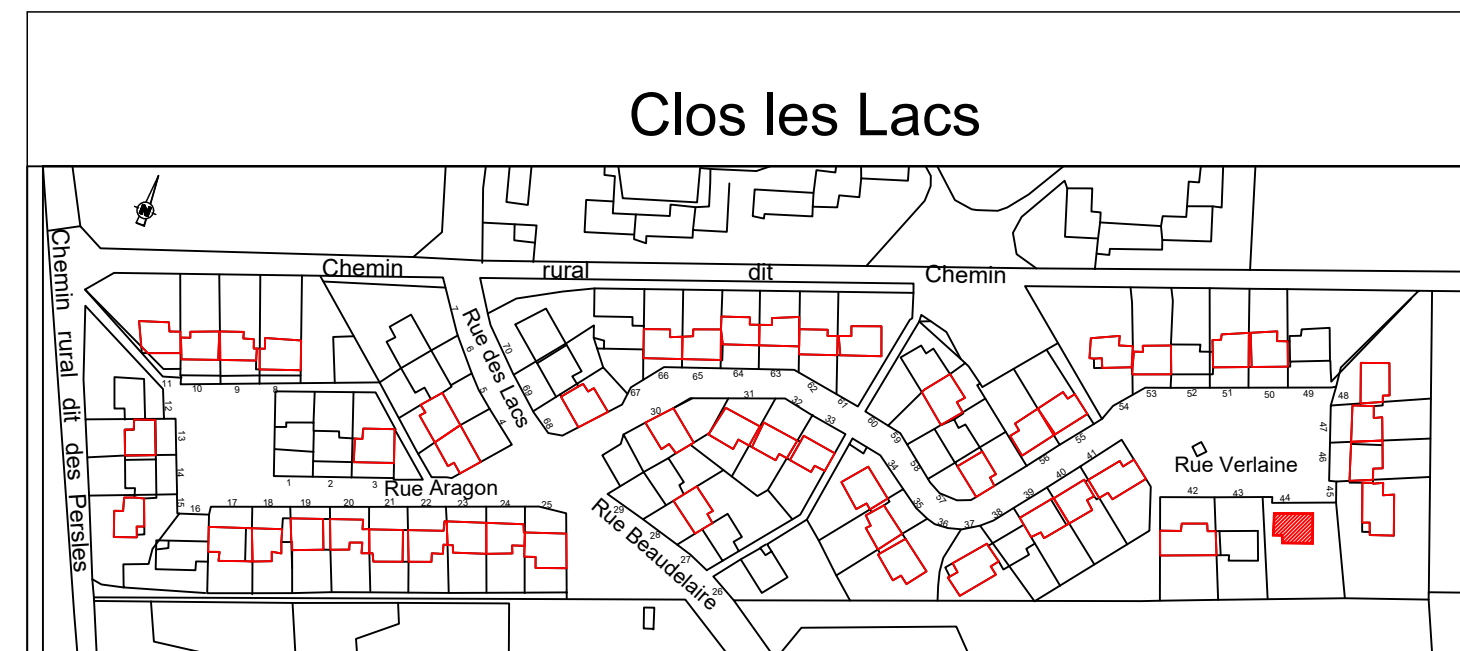 Clos les Lacs
N
Chemin rural dit Chemin
Chemin rural dit des Persles
Rue des Lacs
Rue Aragon
Rue Beaudelaire
Rue Verlaine
11 10 9 8
12
13
14
15
16 17 18 19 20 21 22 23 24 25
1 2 3
7
6
5
4
70
69
68
67 66 65 64 63 62 61
60
59
58
57
56
55
54 53 52 51 50 49 48
47
46
45
30 31 32 33
34
35
36 37 38 39 40 41
29
28
27
26
42 43 44